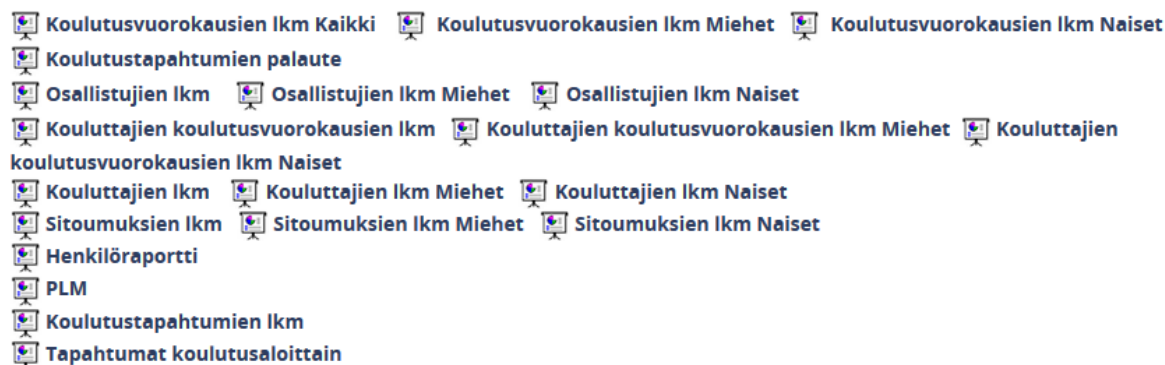 Koulutusvuorokausien lkm Kaikki Koulutusvuorokausien lkm Miehet Koulutusvuorokausien lkm Naiset
Koulutustapahtumien palaute
Osallistujien lkm Osallistujien lkm Miehet Osallistujien lkm Naiset
Kouluttajien koulutusvuorokausien lkm Kouluttajien koulutusvuorokausien lkm Miehet Kouluttajien
koulutusvuorokausien lkm Naiset
Kouluttajien lkm Kouluttajien lkm Miehet Kouluttajien lkm Naiset
Sitoumuksien lkm Sitoumuksien lkm Miehet Sitoumuksien lkm Naiset
Henkilöraportti
PLM
Koulutustapahtumien lkm
Tapahtumat koulutusaloittain